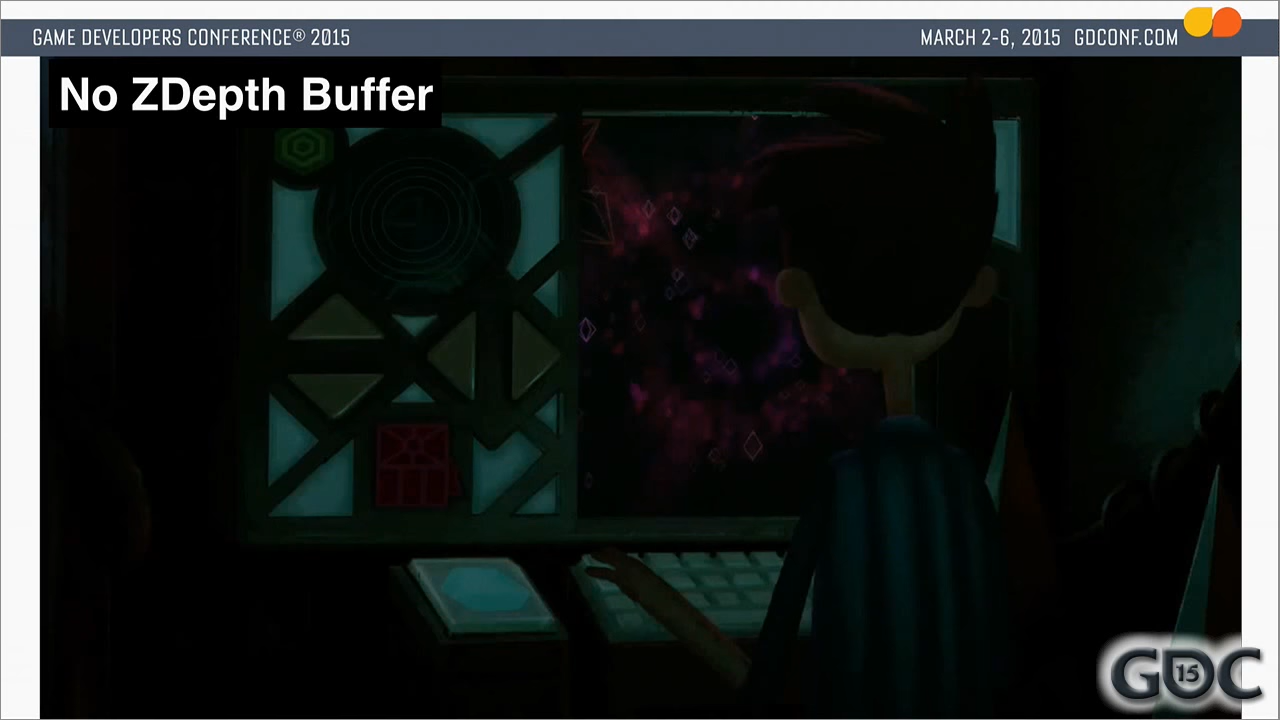 GAME DEVELOPERS CONFERENCE® 2015
MARCH 2-6, 2015 GDCONF.COM
No ZDepth Buffer
GDC 15